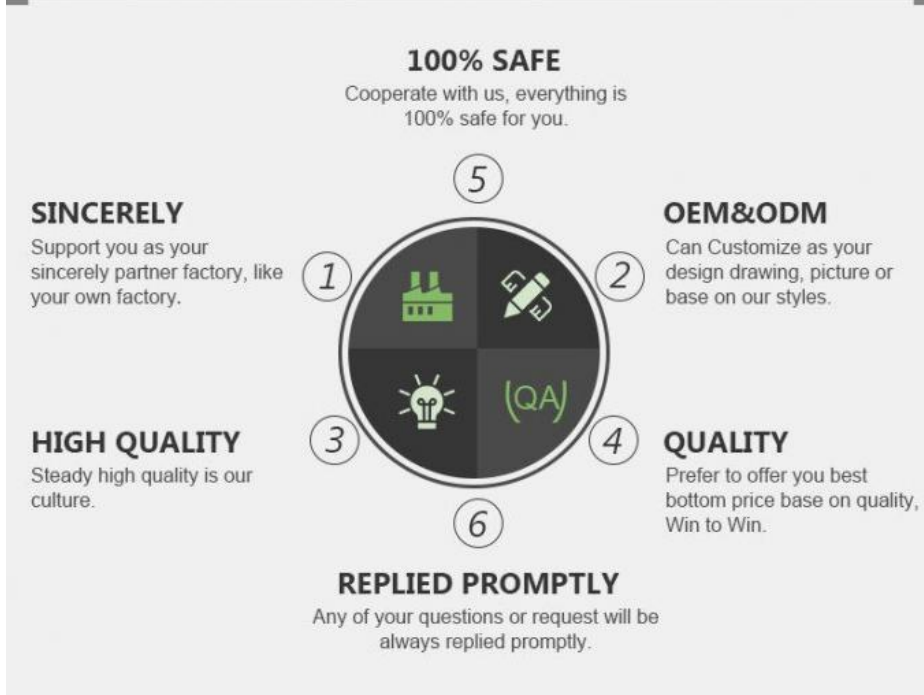 100% SAFE
Cooperate with us, everything is
100% safe for you.
5
SINCERELY
Support you as your
sincerely partner factory, like
your own factory.
1
OEM&ODM
Can Customize as your
design drawing, picture or
base on our styles.
2
(QA)
HIGH QUALITY
Steady high quality is our
culture.
3
QUALITY
Prefer to offer you best
bottom price base on quality,
Win to Win.
4
6
REPLIED PROMPTLY
Any of your questions or request will be
always replied promptly.